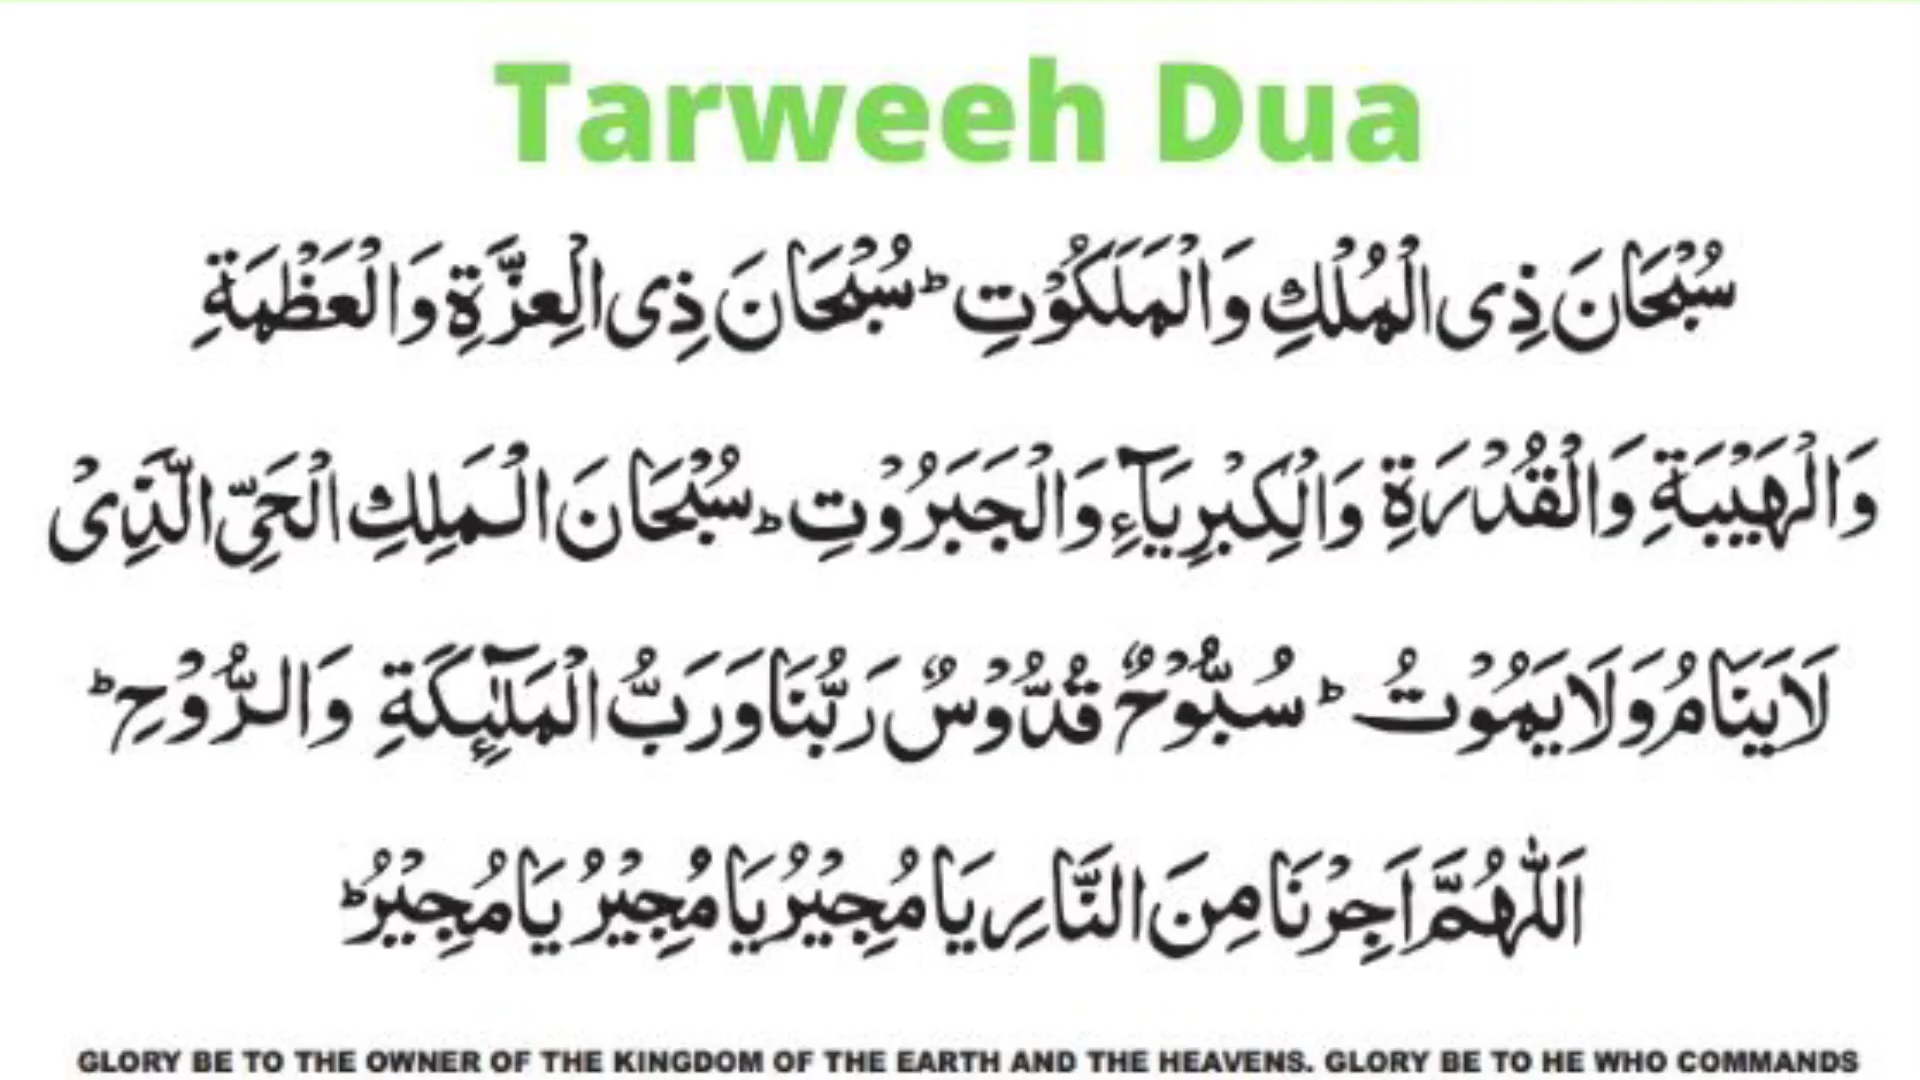 Tarweeh Dua
سُبْحَانَ ذِی الْمُلْكِ وَالْمَلَكُوْتِ ؕ سُبْحَانَ ذِی الْعِزَّةِ وَالْعَظْمَةِ
وَالْهَيْبَةِ وَالْقُدْرَةِ وَالْكِبْرِيَآءِ وَالْجَبَرُوْتِ ؕ سُبْحَانَ الْمَلِكِ الْحَیِّ الَّذِیْ
لَا يَنَامُ وَلَا يَمُوْتُ ؕ سُبُّوْحٌ قُدُّوْسٌ رَبُّنَا وَرَبُّ الْمَلٰٓئِكَةِ وَالرُّوْحِ ؕ
اَللّٰهُمَّ اَجِرْنَا مِنَ النَّارِ يَا مُجِيْرُ يَا مُجِيْرُ يَا مُجِيْرُ ؕ
GLORY BE TO THE OWNER OF THE KINGDOM OF THE EARTH AND THE HEAVENS. GLORY BE TO HE WHO COMMANDS